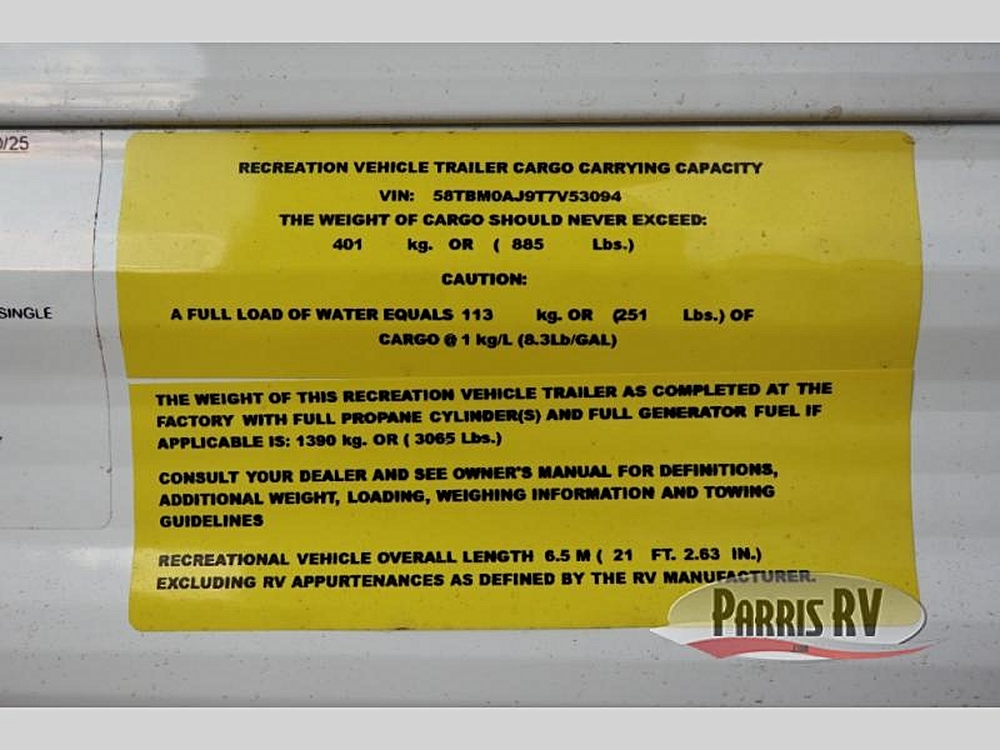 0/25
SINGLE
RECREATION VEHICLE TRAILER CARGO CARRYING CAPACITY
VIN: 58TBM0AJ9T7V53094
THE WEIGHT OF CARGO SHOULD NEVER EXCEED:
401 kg. OR ( 885 Lbs.)
CAUTION:
A FULL LOAD OF WATER EQUALS 113 kg. OR (251 Lbs.) OF
CARGO @ 1 kg/L (8.3Lb/GAL)
THE WEIGHT OF THIS RECREATION VEHICLE TRAILER AS COMPLETED AT THE
FACTORY WITH FULL PROPANE CYLINDER(S) AND FULL GENERATOR FUEL IF
APPLICABLE IS: 1390 kg. OR ( 3065 Lbs.)
CONSULT YOUR DEALER AND SEE OWNER'S MANUAL FOR DEFINITIONS,
ADDITIONAL WEIGHT, LOADING, WEIGHING INFORMATION AND TOWING
GUIDELINES
RECREATIONAL VEHICLE OVERALL LENGTH 6.5 M ( 21 FT. 2.63 IN.)
EXCLUDING RV APPURTENANCES AS DEFINED BY THE RV MANUFACTURER.
PARRIS RV
.com